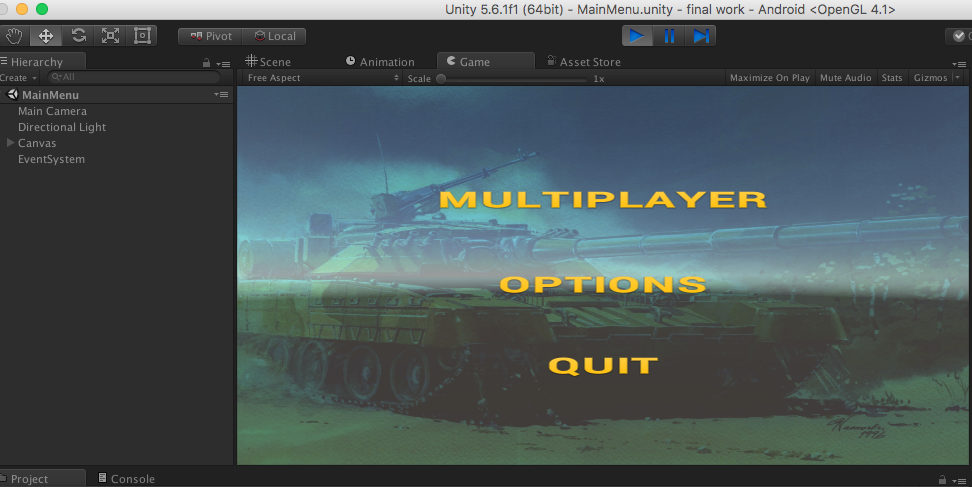 Unity 5.6.1f1 (64bit) - MainMenu.unity - final work - Android <OpenGL 4.1>
Pivot Local
Hierarchy Scene Animation Game Asset Store
Create All Free Aspect Scale 1x Maximize On Play Mute Audio Stats Gizmos
MainMenu
Main Camera
Directional Light
Canvas
EventSystem
MULTIPLAYER
OPTIONS
QUIT
1996
Project Console